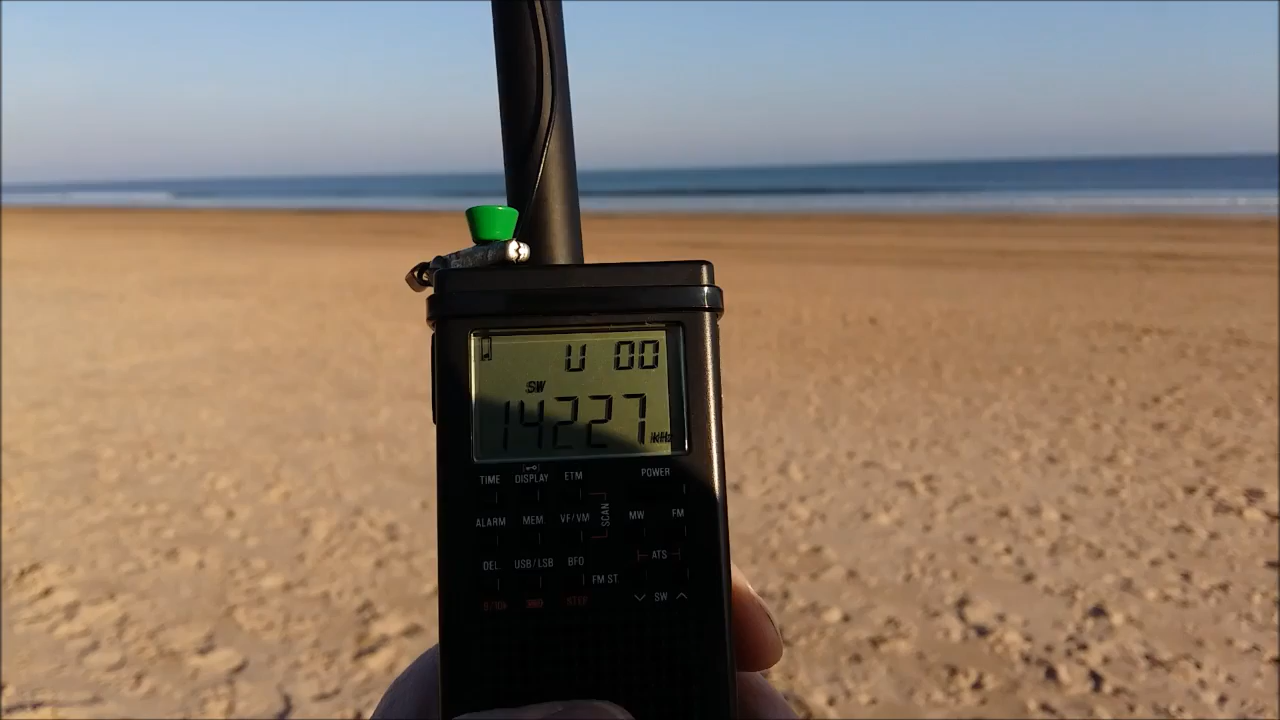 U 00
SW
14227 kHz
TIME DISPLAY ETM POWER
ALARM MEM VF/VM SCAN MW FM
DEL USB/LSB BFO ATS
FM ST.
STEP SW